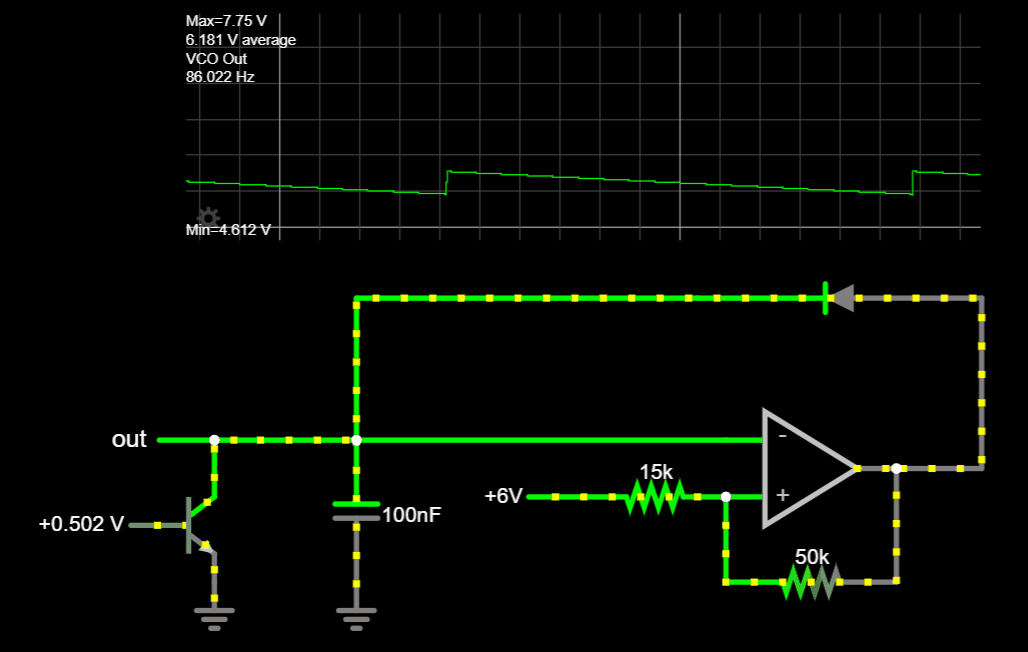 Max=7.75 V
6.181 V average
VCO Out
86.022 Hz
Min=4.612 V
out
15k
-
+6V
+
100nF
+0.502 V
50k